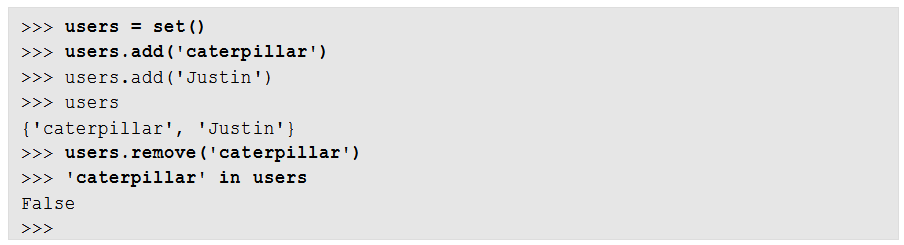 >>> users = set()
>>> users.add('caterpillar')
>>> users.add('Justin')
>>> users
{'caterpillar', 'Justin'}
>>> users.remove('caterpillar')
>>> 'caterpillar' in users
False
>>>